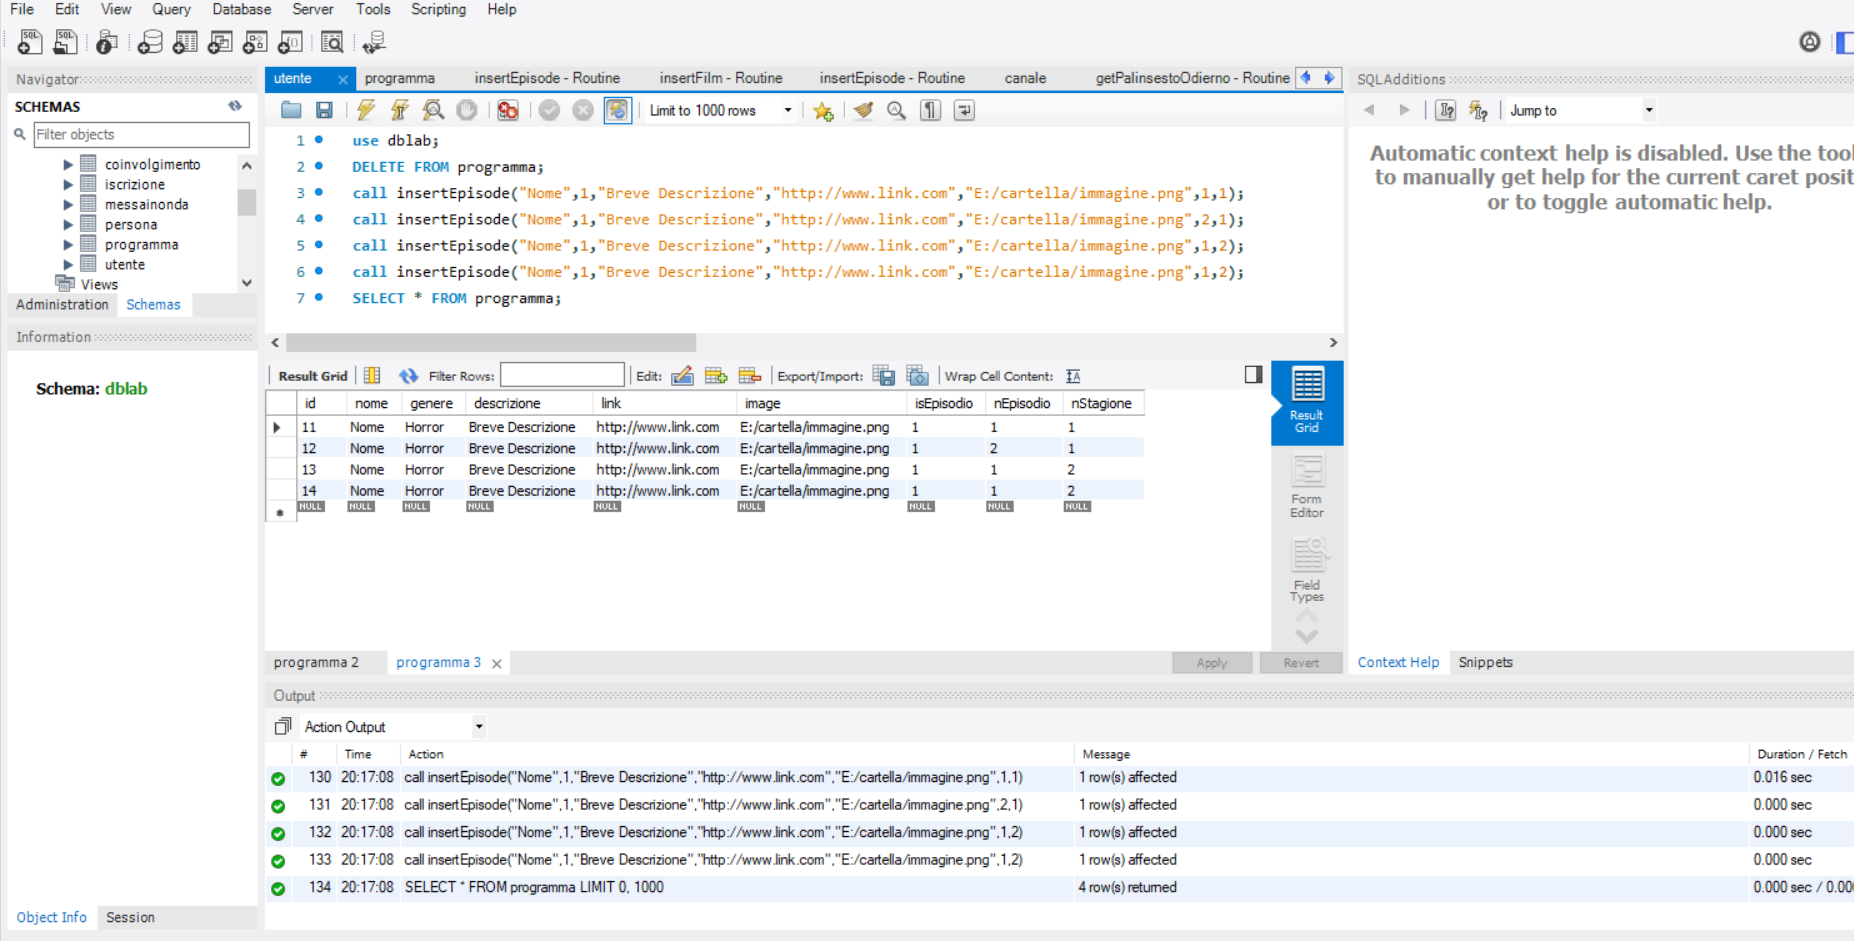 File Edit View Query Database Server Tools Scripting Help
Navigator
SCHEMAS
Filter objects
coinvolgimento
iscrizione
messainonda
persona
programma
utente
Views
Administration Schemas
Information
Schema: dblab
Object Info Session
utente programma insertEpisode - Routine insertFilm - Routine insertEpisode - Routine canale getPalinsestoOdierno - Routine
Limit to 1000 rows
1 use dblab;
2 DELETE FROM programma;
3 call insertEpisode("Nome",1,"Breve Descrizione","http://www.link.com","E:/cartella/immagine.png",1,1);
4 call insertEpisode("Nome",1,"Breve Descrizione","http://www.link.com","E:/cartella/immagine.png",2,1);
5 call insertEpisode("Nome",1,"Breve Descrizione","http://www.link.com","E:/cartella/immagine.png",1,2);
6 call insertEpisode("Nome",1,"Breve Descrizione","http://www.link.com","E:/cartella/immagine.png",1,2);
7 SELECT * FROM programma;
Result Grid Filter Rows: Edit: Export/Import: Wrap Cell Content:
id nome genere descrizione link image isEpisodio nEpisodio nStagione
11 Nome Horror Breve Descrizione http://www.link.com E:/cartella/immagine.png 1 1 1
12 Nome Horror Breve Descrizione http://www.link.com E:/cartella/immagine.png 1 2 1
13 Nome Horror Breve Descrizione http://www.link.com E:/cartella/immagine.png 1 1 2
14 Nome Horror Breve Descrizione http://www.link.com E:/cartella/immagine.png 1 1 2
NULL NULL NULL NULL NULL NULL NULL NULL NULL
Result
Grid
Form
Editor
Field
Types
programma 2 programma 3 Apply Revert
SQLAdditions
Jump to
Automatic context help is disabled. Use the tool
to manually get help for the current caret posit
or to toggle automatic help.
Context Help Snippets
Output
Action Output
# Time Action Message Duration / Fetch
130 20:17:08 call insertEpisode("Nome",1,"Breve Descrizione","http://www.link.com","E:/cartella/immagine.png",1,1) 1 row(s) affected 0.016 sec
131 20:17:08 call insertEpisode("Nome",1,"Breve Descrizione","http://www.link.com","E:/cartella/immagine.png",2,1) 1 row(s) affected 0.000 sec
132 20:17:08 call insertEpisode("Nome",1,"Breve Descrizione","http://www.link.com","E:/cartella/immagine.png",1,2) 1 row(s) affected 0.000 sec
133 20:17:08 call insertEpisode("Nome",1,"Breve Descrizione","http://www.link.com","E:/cartella/immagine.png",1,2) 1 row(s) affected 0.000 sec
134 20:17:08 SELECT * FROM programma LIMIT 0, 1000 4 row(s) returned 0.000 sec / 0.00